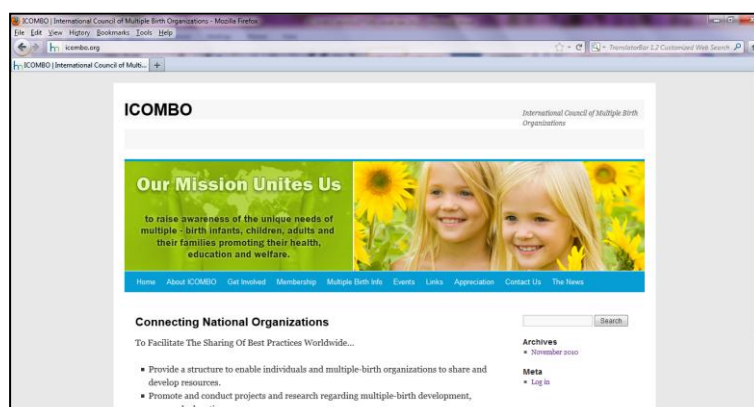 ICOMBO | International Council of Multiple Birth Organizations - Mozilla Firefox
File Edit View History Bookmarks Tools Help
icombo.org
TranslatorBar 1.2 Customized Web Search
ICOMBO | International Council of Multi...
ICOMBO
International Council of Multiple Birth
Organizations
Our Mission Unites Us
to raise awareness of the unique needs of
multiple - birth infants, children, adults and
their families promoting their health,
education and welfare.
Home About ICOMBO Get Involved Membership Multiple Birth Info Events Links Appreciation Contact Us The News
Connecting National Organizations
To Facilitate The Sharing Of Best Practices Worldwide...
Provide a structure to enable individuals and multiple-birth organizations to share and
develop resources.
Promote and conduct projects and research regarding multiple-birth development,
Search
Archives
November 2010
Meta
Log in